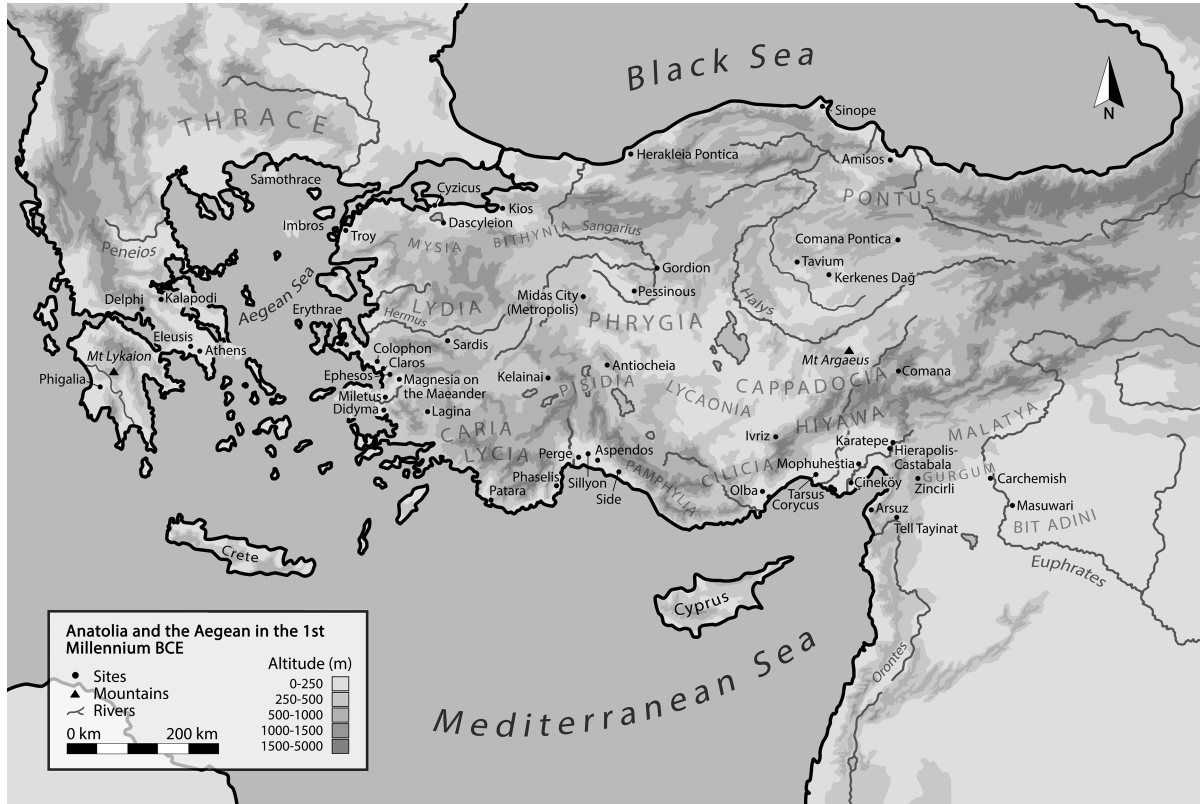 Black Sea
N
THRACE
Sinope
Herakleia Pontica
Amisos
Samothrace
Cyzicus
PONTUS
Kios
Imbros
Troy
Dascyleion
MYSIA
BITHYNIA
Sangarius
Comana Pontica
Peneios
Tavium
Gordion
Kerkenes Dağ
Aegean Sea
Delphi
Kalapodi
Midas City
(Metropolis)
Pessinous
Halys
Erythrae
LYDIA
Hermus
PHRYGIA
Eleusis
Athens
Sardis
Mt Lykaion
Colophon
Claros
Mt Argaeus
Phigalia
Ephesos
Magnesia on
the Maeander
Kelainai
Antiocheia
Comana
PISIDIA
CAPPADOCIA
Miletus
Didyma
Lagina
LYCAONIA
HIYAWA
MALATYA
CARIA
Ivriz
Karatepe
Hierapolis-
Castabala
LYCIA
Perge
Aspendos
Mophuhestia
CILICIA
GURGUM
Phaselis
Sillyon
Side
PAMPHYLIA
Patara
Olba
Tarsus
Corycus
Çineköy
Zincirli
Carchemish
Masuwari
Arsuz
Tell Tayinat
BIT ADINI
Crete
Euphrates
Cyprus
Orontes
Mediterranean Sea
Anatolia and the Aegean in the 1st
Millennium BCE
Sites
Mountains
Rivers
0 km 200 km
Altitude (m)
0-250
250-500
500-1000
1000-1500
1500-5000